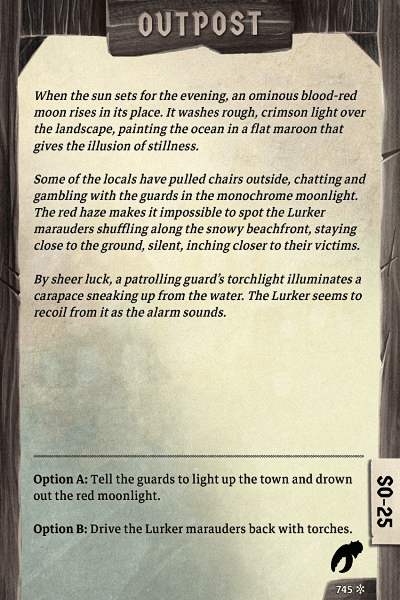 OUTPOST
When the sun sets for the evening, an ominous blood-red
moon rises in its place. It washes rough, crimson light over
the landscape, painting the ocean in a flat maroon that
gives the illusion of stillness.
Some of the locals have pulled chairs outside, chatting and
gambling with the guards in the monochrome moonlight.
The red haze makes it impossible to spot the Lurker
marauders shuffling along the snowy beachfront, staying
close to the ground, silent, inching closer to their victims.
By sheer luck, a patrolling guard's torchlight illuminates a
carapace sneaking up from the water. The Lurker seems to
recoil from it as the alarm sounds.
Option A: Tell the guards to light up the town and drown
out the red moonlight.
Option B: Drive the Lurker marauders back with torches.
SO-25
745